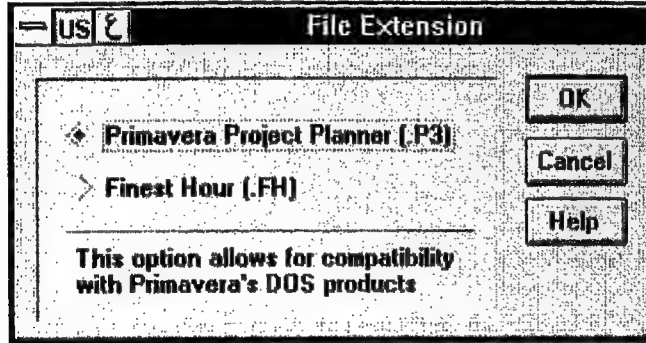 US ع File Extension
Primavera Project Planner (.P3)
Finest Hour (.FH)
This option allows for compatibility
with Primavera's DOS products
OK
Cancel
Help